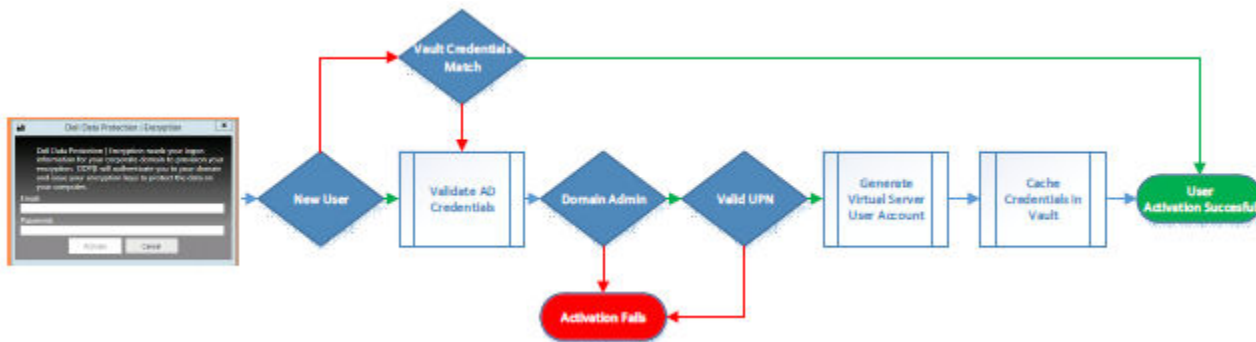 Vault Credentials
Match
Dell Data Protection | Encryption
Dell Data Protection | Encryption needs your logon
information for your corporate domain to provision your
encryption. DDP|E will authenticate you to your domain
and issue your encryption keys to protect the data on
your computer.
Email:
Password:
Activate
Cancel
New User
Validate AD
Credentials
Domain Admin
Valid UPN
Generate
Virtual Server
User Account
Cache
Credentials in
Vault
User
Activation Succesful
Activation Fails